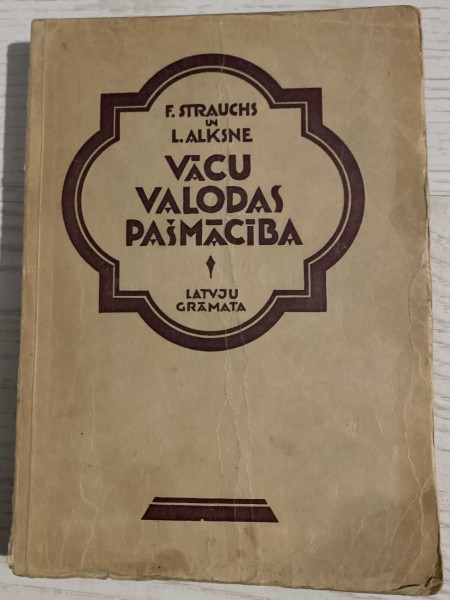 F. STRAUCHS
UN
L. ALKSNE
VĀCU
VALODAS
PAŠMĀCĪBA
LATVJU
GRĀMATA